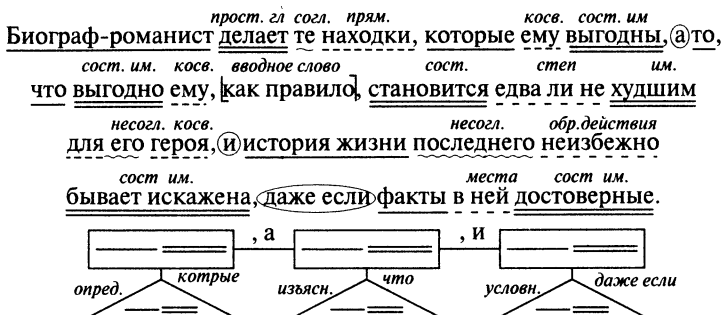 прост. гл согл. прям. косв. сост. им
Биограф-романист делает те находки, которые ему выгодны, а то,
сост. им. косв. вводное слово сост. степ им.
что выгодно ему, [как правило], становится едва ли не худшим
несогл. косв. несогл. обр.действия
для его героя, и история жизни последнего неизбежно
сост им. места сост им.
бывает искажена, даже если факты в ней достоверные.
, а , и
опред. котрые изъясн. что условн. даже если